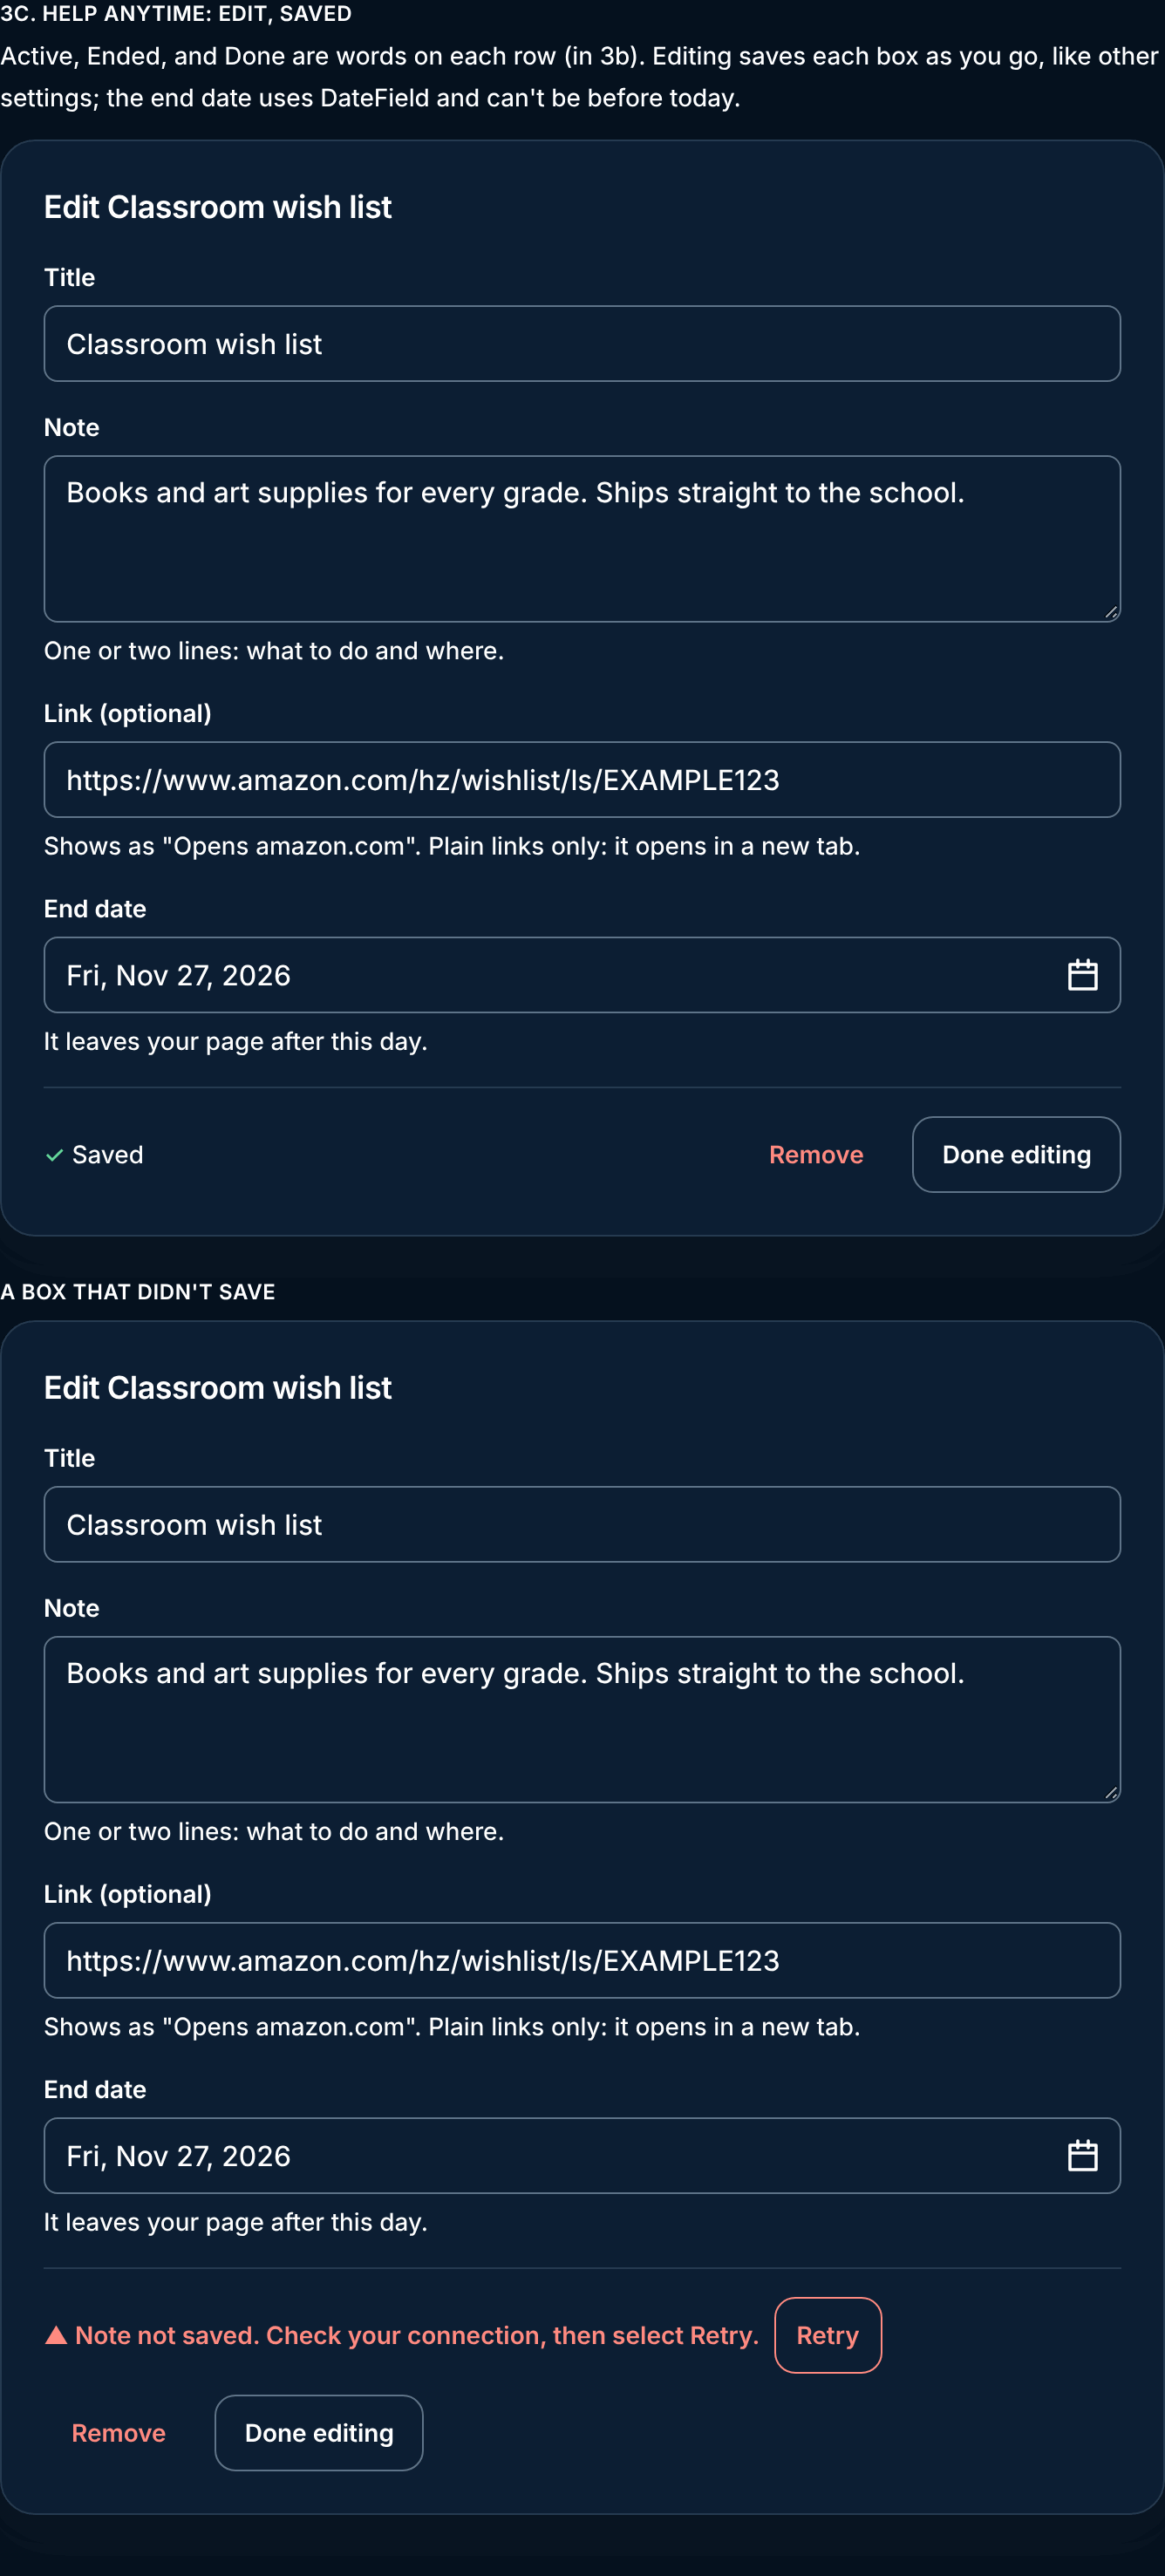 3C. HELP ANYTIME: EDIT, SAVED
Active, Ended, and Done are words on each row (in 3b). Editing saves each box as you go, like other
settings; the end date uses DateField and can't be before today.
Edit Classroom wish list
Title
Classroom wish list
Note
Books and art supplies for every grade. Ships straight to the school.
One or two lines: what to do and where.
Link (optional)
https://www.amazon.com/hz/wishlist/ls/EXAMPLE123
Shows as "Opens amazon.com". Plain links only: it opens in a new tab.
End date
Fri, Nov 27, 2026
It leaves your page after this day.
Saved
Remove
Done editing
A BOX THAT DIDN'T SAVE
Edit Classroom wish list
Title
Classroom wish list
Note
Books and art supplies for every grade. Ships straight to the school.
One or two lines: what to do and where.
Link (optional)
https://www.amazon.com/hz/wishlist/ls/EXAMPLE123
Shows as "Opens amazon.com". Plain links only: it opens in a new tab.
End date
Fri, Nov 27, 2026
It leaves your page after this day.
Note not saved. Check your connection, then select Retry.
Retry
Remove
Done editing